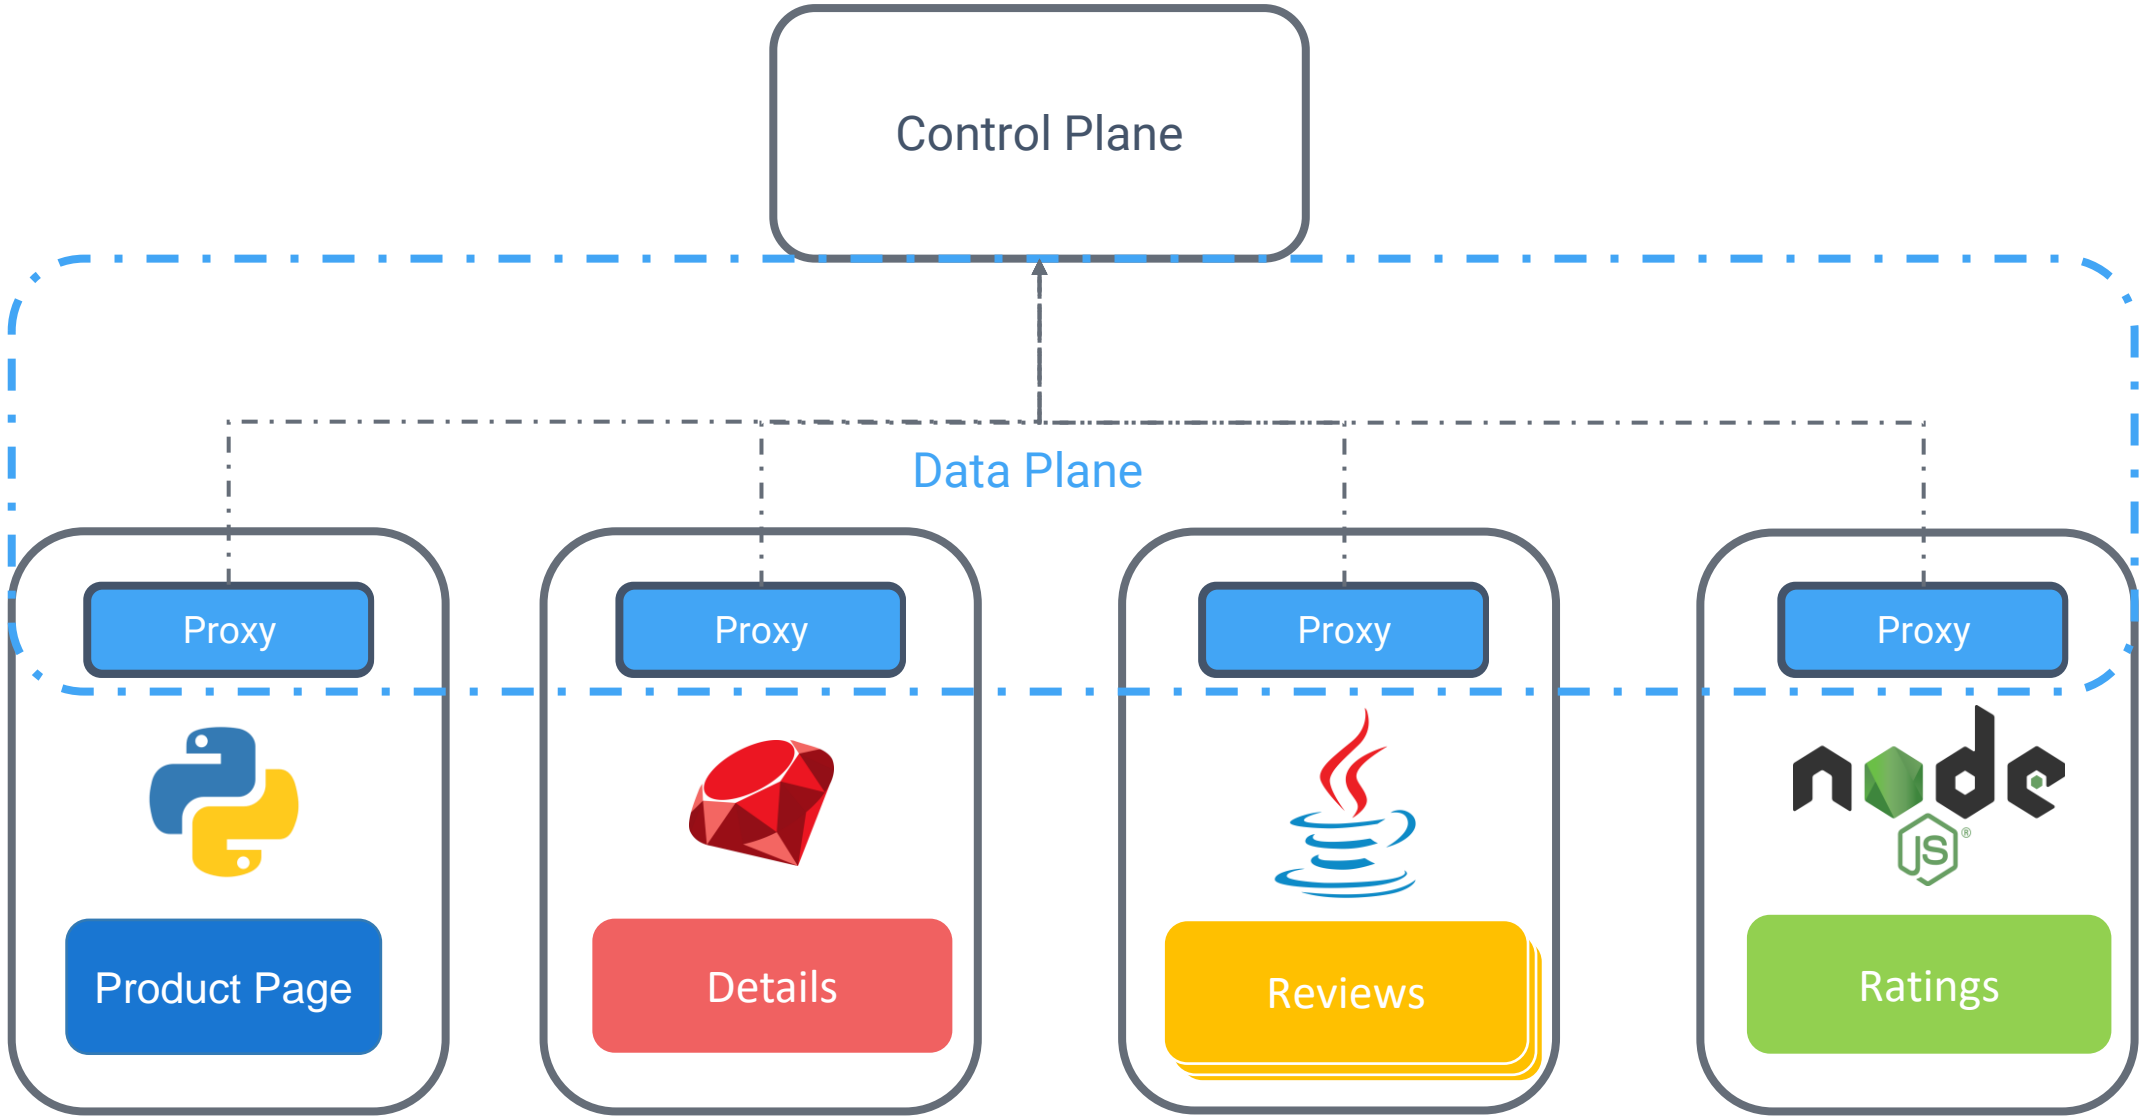 Control Plane
Data Plane
Proxy
Proxy
Proxy
Proxy
node
JS®
Product Page
Details
Reviews
Ratings